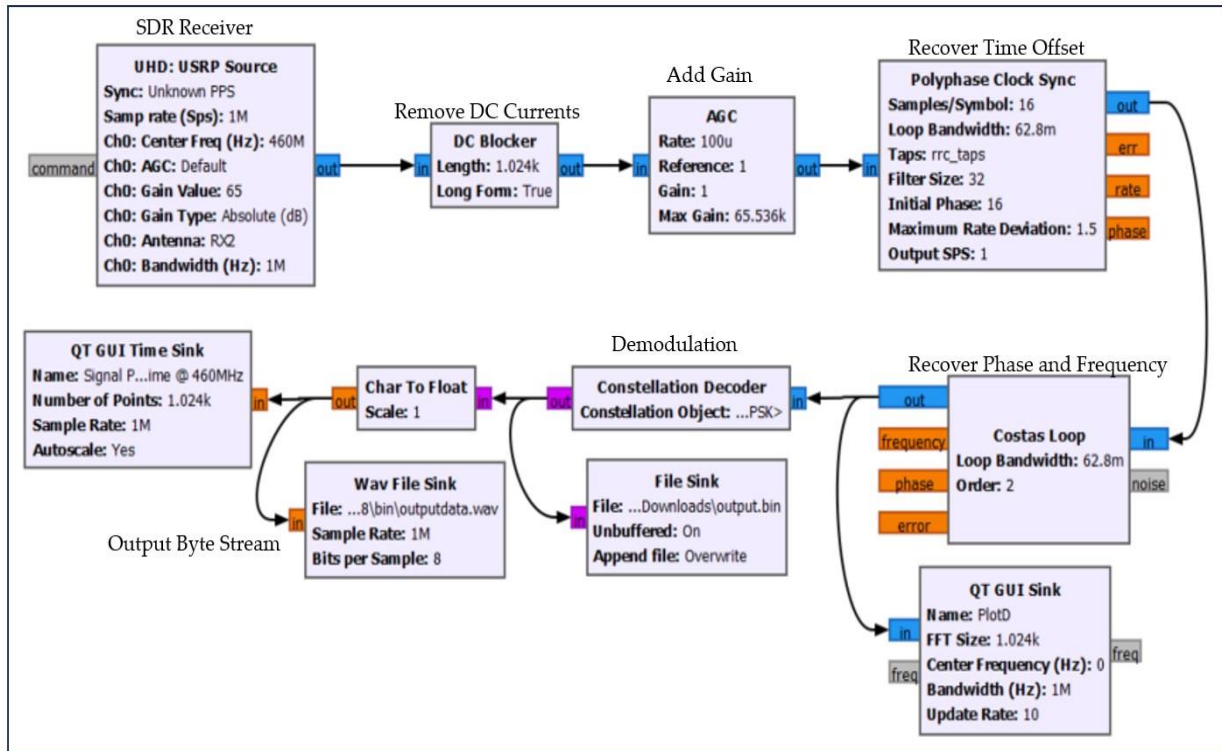 SDR Receiver
UHD: USRP Source
Sync: Unknown PPS
Samp rate (Sps): 1M
Ch0: Center Freq (Hz): 460M
Ch0: AGC: Default
Ch0: Gain Value: 65
Ch0: Gain Type: Absolute (dB)
Ch0: Antenna: RX2
Ch0: Bandwidth (Hz): 1M
command
out
Remove DC Currents
in
DC Blocker
Length: 1.024k
Long Form: True
out
Add Gain
in
AGC
Rate: 100u
Reference: 1
Gain: 1
Max Gain: 65.536k
out
Recover Time Offset
in
Polyphase Clock Sync
Samples/Symbol: 16
Loop Bandwidth: 62.8m
Taps: rrc_taps
Filter Size: 32
Initial Phase: 16
Maximum Rate Deviation: 1.5
Output SPS: 1
out
err
rate
phase
Recover Phase and Frequency
out
frequency
phase
error
Costas Loop
Loop Bandwidth: 62.8m
Order: 2
in
noise
QT GUI Sink
Name: PlotD
FFT Size: 1.024k
Center Frequency (Hz): 0
Bandwidth (Hz): 1M
Update Rate: 10
in
freq
freq
Demodulation
out
Constellation Decoder
Constellation Object: ...PSK>
in
in
File Sink
File: ...Downloads\output.bin
Unbuffered: On
Append file: Overwrite
out
Char To Float
Scale: 1
in
QT GUI Time Sink
Name: Signal P...ime @ 460MHz
Number of Points: 1.024k
Sample Rate: 1M
Autoscale: Yes
in
Output Byte Stream
in
Wav File Sink
File: ...8\bin\outputdata.wav
Sample Rate: 1M
Bits per Sample: 8